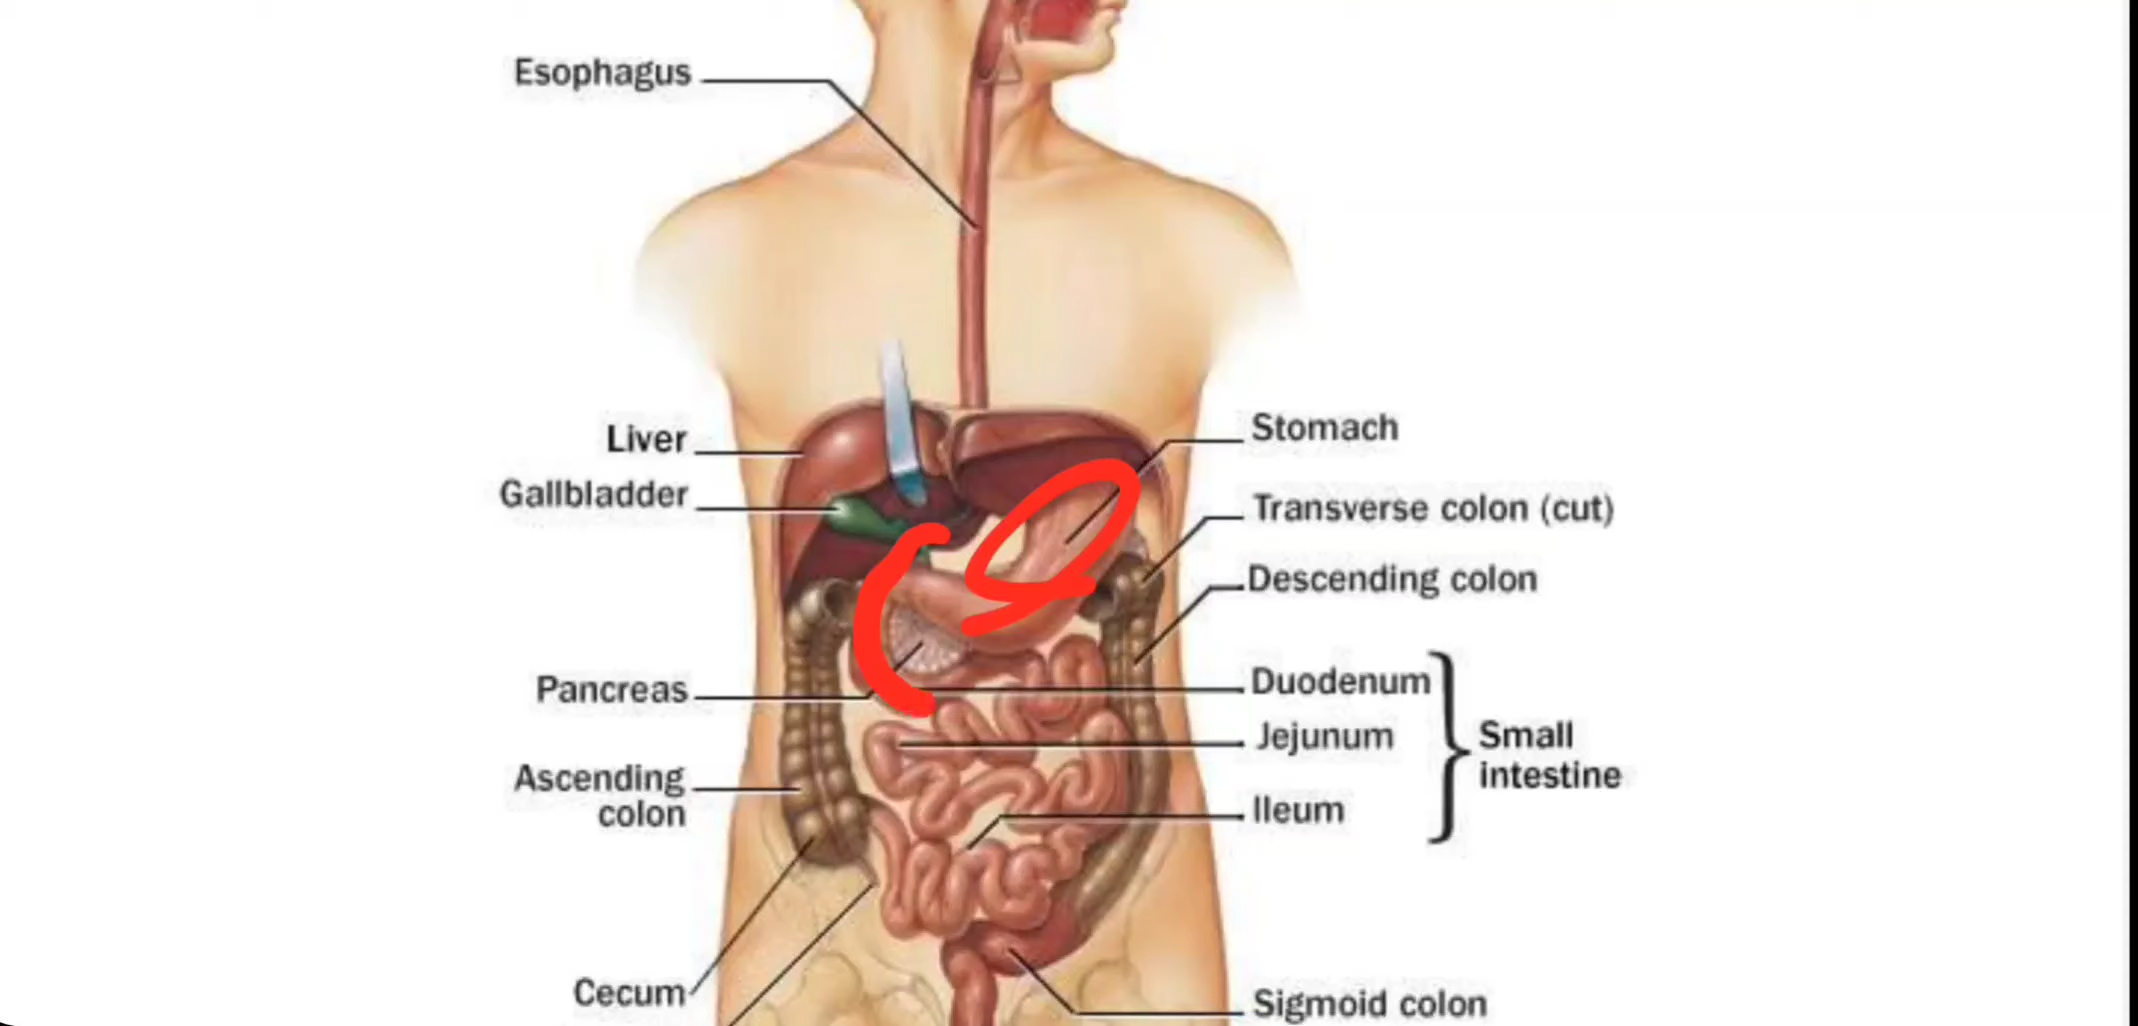 Esophagus
Liver
Gallbladder
Pancreas
Ascending
colon
Cecum
Stomach
Transverse colon (cut)
Descending colon
Duodenum
Jejunum
Ileum
Small
intestine
Sigmoid colon